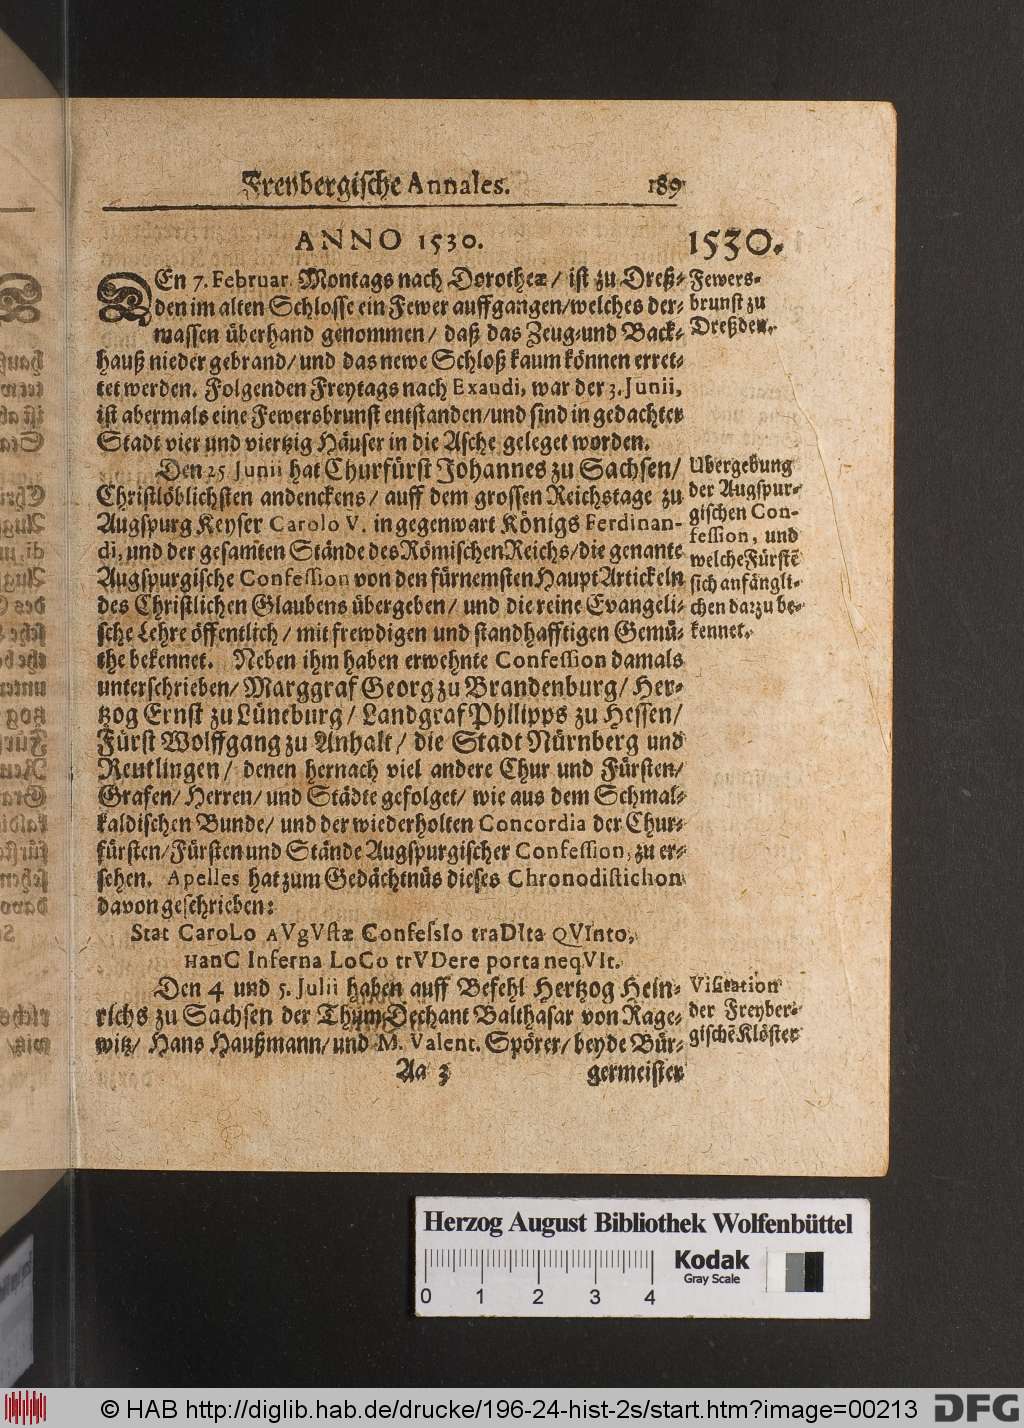 Freybergische Annales. 189
ANNO 1530. 1530.
DEn 7. Februar. Montags nach Dorotheæ / ist zu Dreß-
den im alten Schlosse ein Fewer auffgangen/welches der-
massen überhand genommen / daß das Zeug-und Back-
hauß nieder gebrand/ und das newe Schloß kaum können erret-
tet werden. Folgenden Freytags nach Exaudi, war der 3. Junii,
ist abermals eine Fewersbrunst entstanden/und sind in gedachter
Stadt vier und viertzig Häuser in die Asche geleget worden.
Fewers-
brunst zu
Dreßden.
Den 25 Junii hat Churfürst Johannes zu Sachsen/
Christlöblichsten andenckens/ auff dem grossen Reichstage zu
Augspurg Keyser Carolo V. in gegenwart Königs Ferdinan-
di, und der gesamten Stände des Römischen Reichs/die genante
Augspurgische Confession von den fürnemsten Haupt Artickeln
des Christlichen Glaubens übergeben/ und die reine Evangeli-
sche Lehre öffentlich / mit frewdigen und standhafftigen Gemü-
the bekennet. Neben ihm haben erwehnte Confession damals
unterschrieben/ Marggraf Georg zu Brandenburg/ Her-
tzog Ernst zu Lüneburg / Landgraf Philipps zu Hessen/
Fürst Wolffgang zu Anhalt / die Stadt Nürnberg und
Reutlingen / denen hernach viel andere Chur und Fürsten/
Grafen/ Herren/ und Städte gefolget/ wie aus dem Schmal-
kaldischen Bunde/ und der wiederholten Concordia der Chur-
fürsten/Fürsten und Stände Augspurgischer Confession, zu er-
sehen. Apelles hat zum Gedächtnüs dieses Chronodistichon
davon geschrieben:
Ubergebung
der Augspur-
gischen Con-
fession, und
welche Fürstē
sich anfängli-
chen darzu be-
kennet.
Stat CaroLo AVgVstæ ConfessIo traDIta QVInto,
HanC Inferna LoCo trVDere porta neqVIt.
Den 4 und 5. Julii haben auff Befehl Hertzog Hein-
richs zu Sachsen der Thum Dechant Balthasar von Rage-
witz/ Hans Haußmann/ und M. Valent. Spörer/ beyde Bür-
Visitation
der Freyber-
gischē Klöster
Aa 3 germeister
Herzog August Bibliothek Wolfenbüttel
Kodak
Gray Scale
0 1 2 3 4
© HAB http://diglib.hab.de/drucke/196-24-hist-2s/start.htm?image=00213
DFG